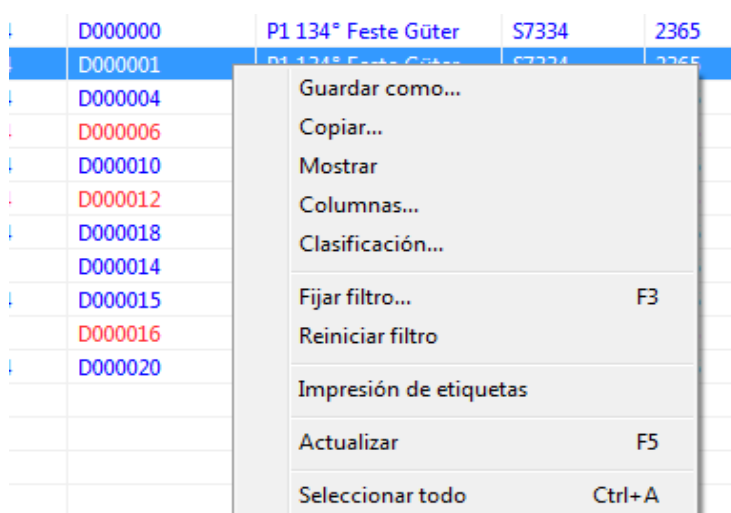 D000000 P1 134° Feste Güter S7334 2365
D000001
D000004
D000006
D000010
D000012
D000018
D000014
D000015
D000016
D000020
Guardar como...
Copiar...
Mostrar
Columnas...
Clasificación...
Fijar filtro... F3
Reiniciar filtro
Impresión de etiquetas
Actualizar F5
Seleccionar todo Ctrl+A